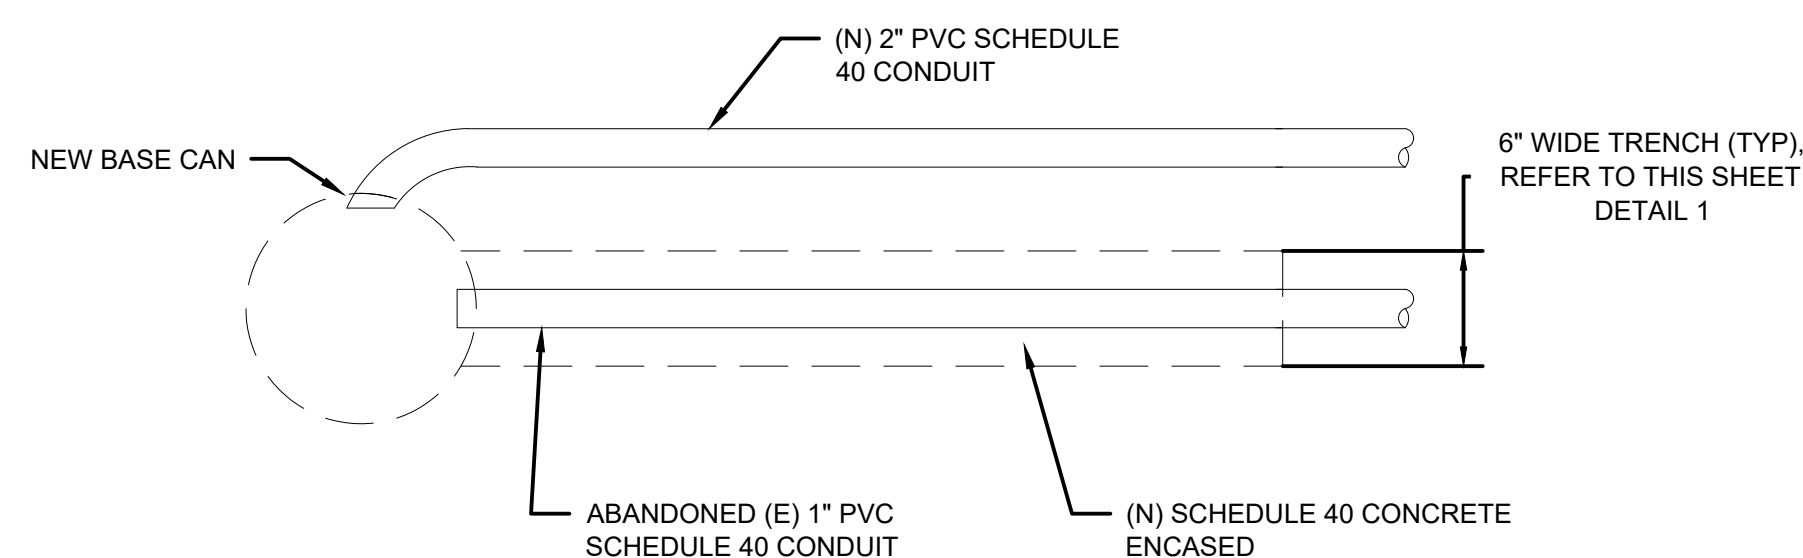 (N) 2" PVC SCHEDULE
40 CONDUIT
NEW BASE CAN
6" WIDE TRENCH (TYP),
REFER TO THIS SHEET
DETAIL 1
ABANDONED (E) 1" PVC
SCHEDULE 40 CONDUIT
(N) SCHEDULE 40 CONCRETE
ENCASED